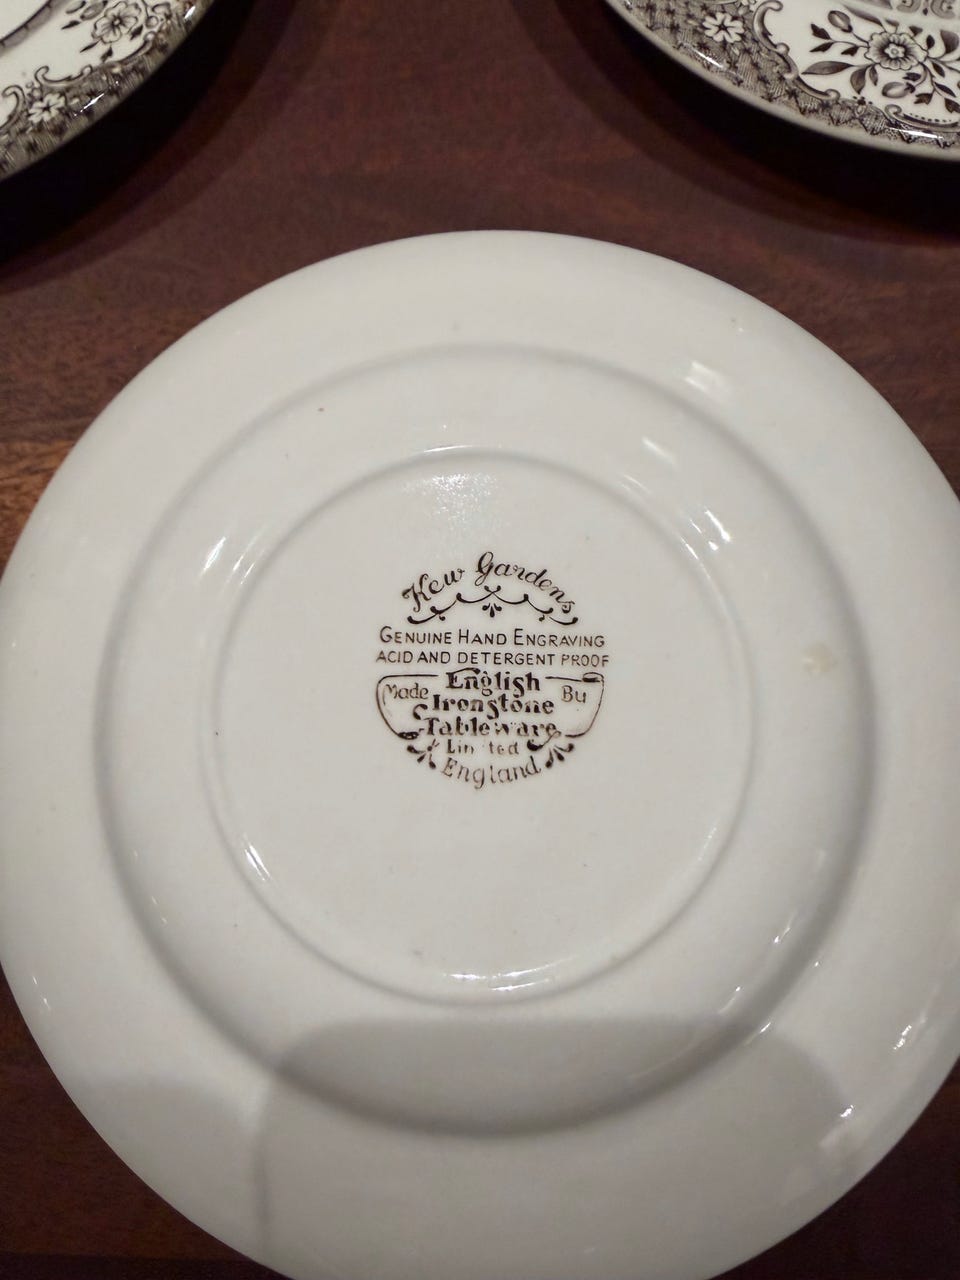 Kew Gardens
GENUINE HAND ENGRAVING
ACID AND DETERGENT PROOF
Made English By
Ironstone
Tableware
Limited
England